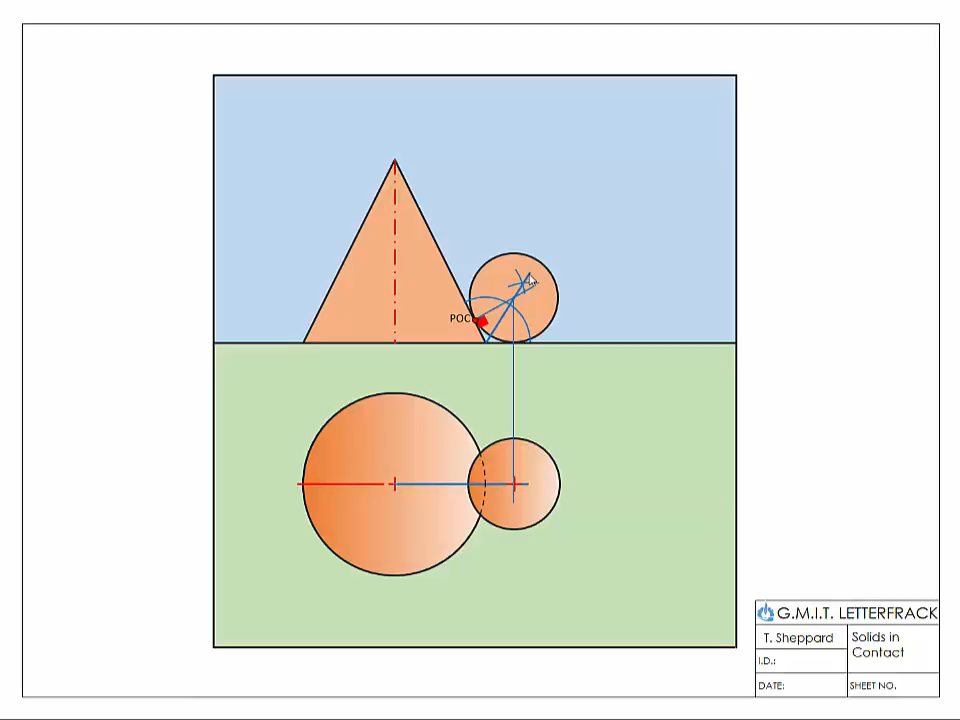 POC
G.M.I.T. LETTERFRACK
T. Sheppard
Solids in
Contact
I.D.:
DATE:
SHEET NO.